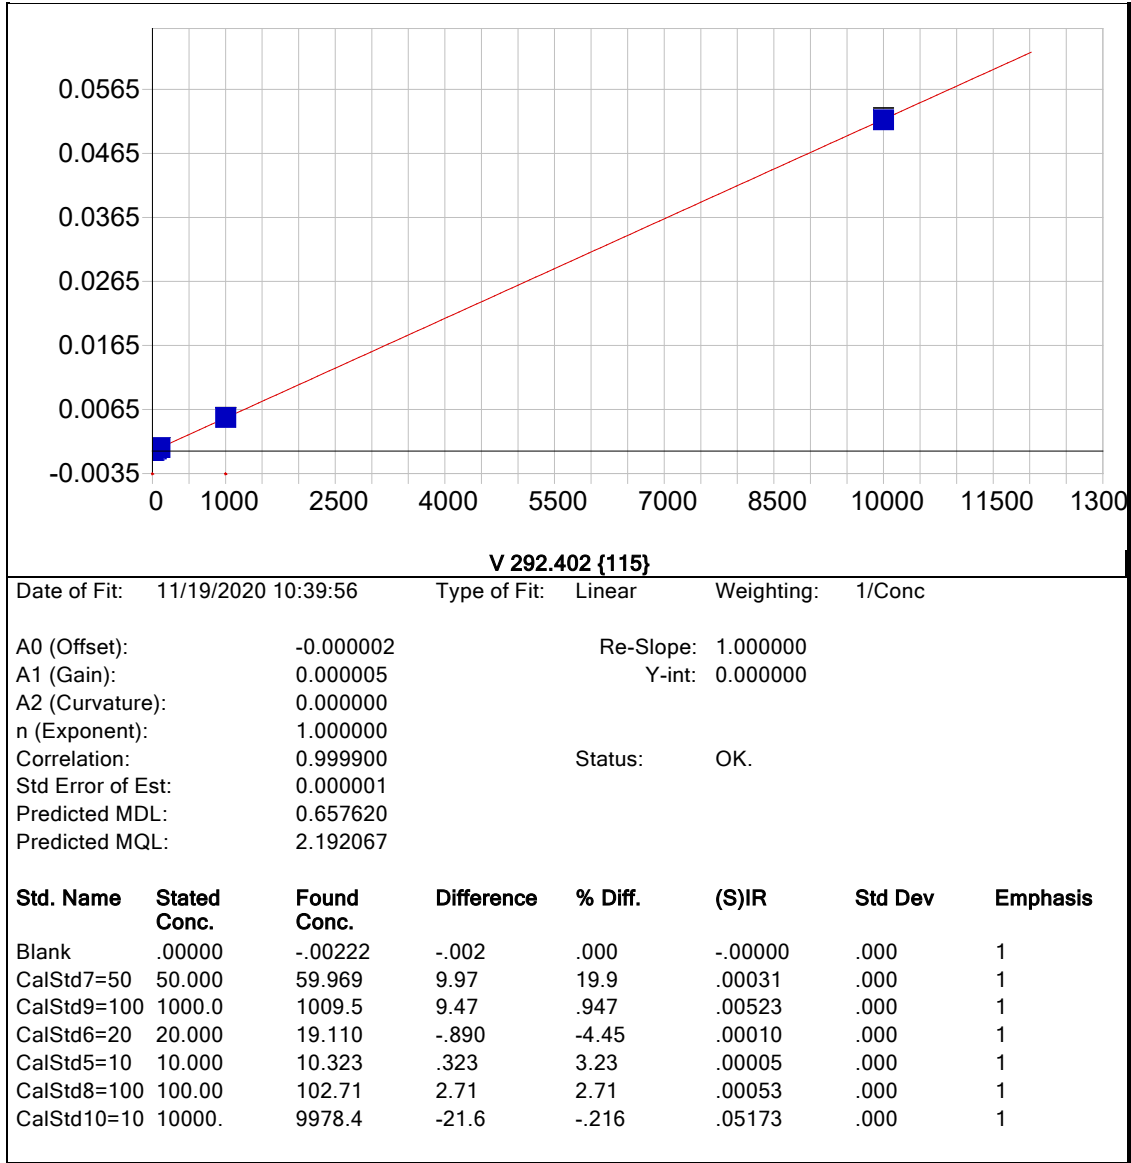 0.0565
0.0465
0.0365
0.0265
0.0165
0.0065
-0.0035
0 1000 2500 4000 5500 7000 8500 10000 11500 1300
V 292.402 {115}
Date of Fit: 11/19/2020 10:39:56 Type of Fit: Linear Weighting: 1/Conc
A0 (Offset): -0.000002 Re-Slope: 1.000000
A1 (Gain): 0.000005 Y-int: 0.000000
A2 (Curvature): 0.000000
n (Exponent): 1.000000
Correlation: 0.999900 Status: OK.
Std Error of Est: 0.000001
Predicted MDL: 0.657620
Predicted MQL: 2.192067
Std. Name Stated Found Difference % Diff. (S)IR Std Dev Emphasis
Conc. Conc.
Blank .00000 -.00222 -.002 .000 -.00000 .000 1
CalStd7=50 50.000 59.969 9.97 19.9 .00031 .000 1
CalStd9=100 1000.0 1009.5 9.47 .947 .00523 .000 1
CalStd6=20 20.000 19.110 -.890 -4.45 .00010 .000 1
CalStd5=10 10.000 10.323 .323 3.23 .00005 .000 1
CalStd8=100 100.00 102.71 2.71 2.71 .00053 .000 1
CalStd10=10 10000. 9978.4 -21.6 -.216 .05173 .000 1